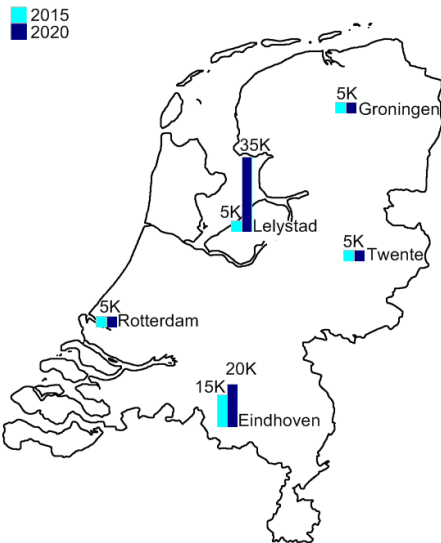 2015
2020
5K
Groningen
35K
5K
Lelystad
5K
Twente
5K
Rotterdam
20K
15K
Eindhoven